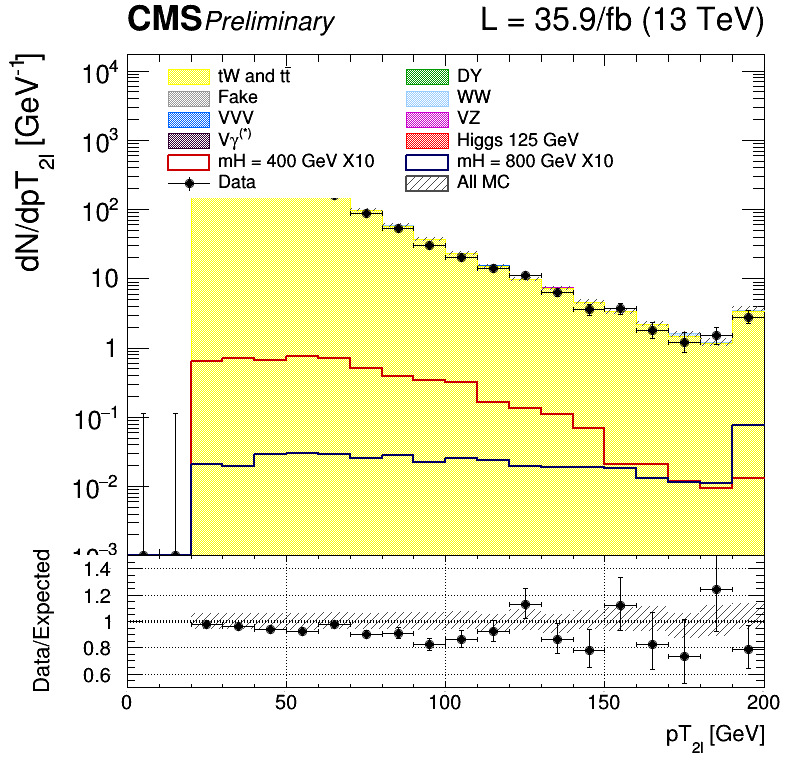 CMS Preliminary L = 35.9/fb (13 TeV)
dN/dpT_2l [GeV^-1]
10^4
10^3
10^2
10
1
10^-1
10^-2
10^-3
tW and tt̄ DY
Fake WW
VVV VZ
Vγ^(*) Higgs 125 GeV
mH = 400 GeV X10 mH = 800 GeV X10
Data All MC
Data/Expected
1.4
1.2
1
0.8
0.6
0 50 100 150 200
pT_2l [GeV]